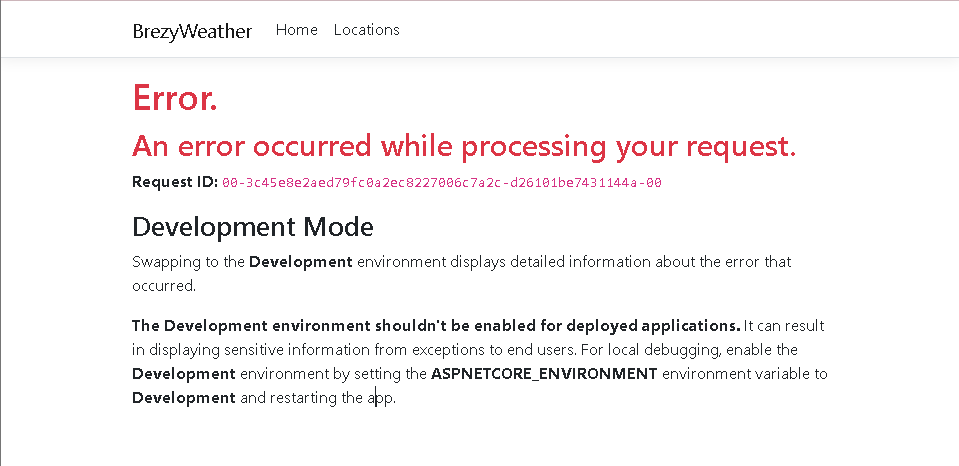 BrezyWeather Home Locations
Error.
An error occurred while processing your request.
Request ID: 00-3c45e8e2aed79fc0a2ec8227006c7a2c-d26101be7431144a-00
Development Mode
Swapping to the Development environment displays detailed information about the error that
occurred.
The Development environment shouldn't be enabled for deployed applications. It can result
in displaying sensitive information from exceptions to end users. For local debugging, enable the
Development environment by setting the ASPNETCORE_ENVIRONMENT environment variable to
Development and restarting the app.